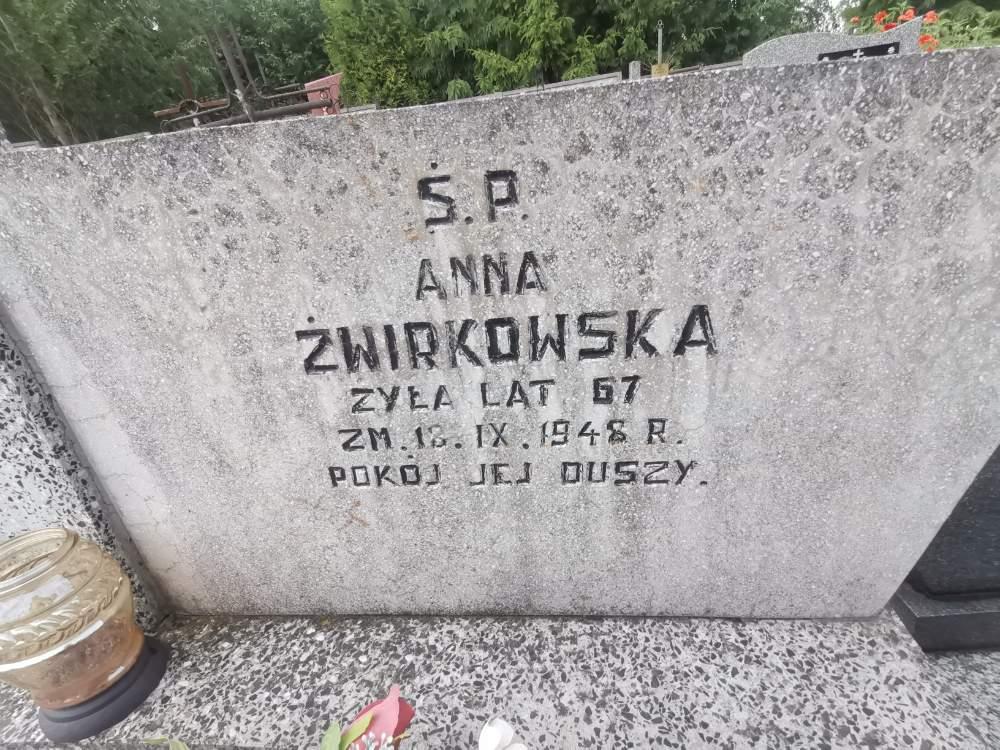 Ś.P.
ANNA
ŻWIRKOWSKA
ŻYŁA LAT 67
ZM. 18. IX. 1948 R.
POKÓJ JEJ DUSZY.